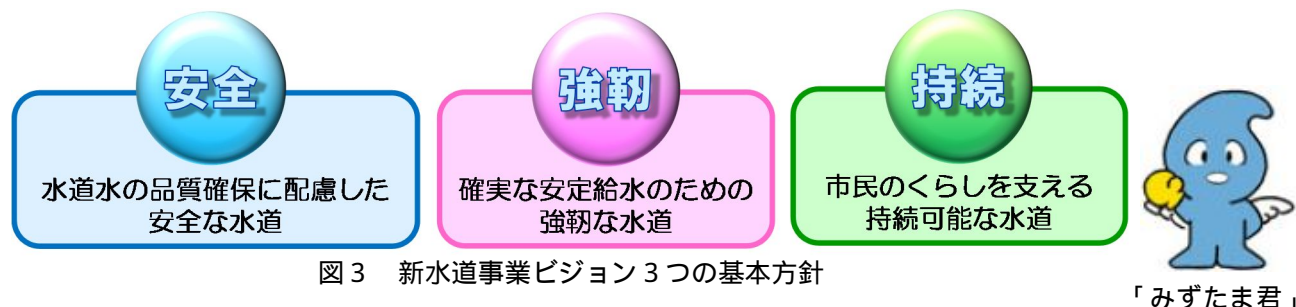 安全
水道水の品質確保に配慮した
安全な水道
強靭
確実な安定給水のための
強靭な水道
持続
市民のくらしを支える
持続可能な水道
図３　新水道事業ビジョン３つの基本方針
「みずたま君」